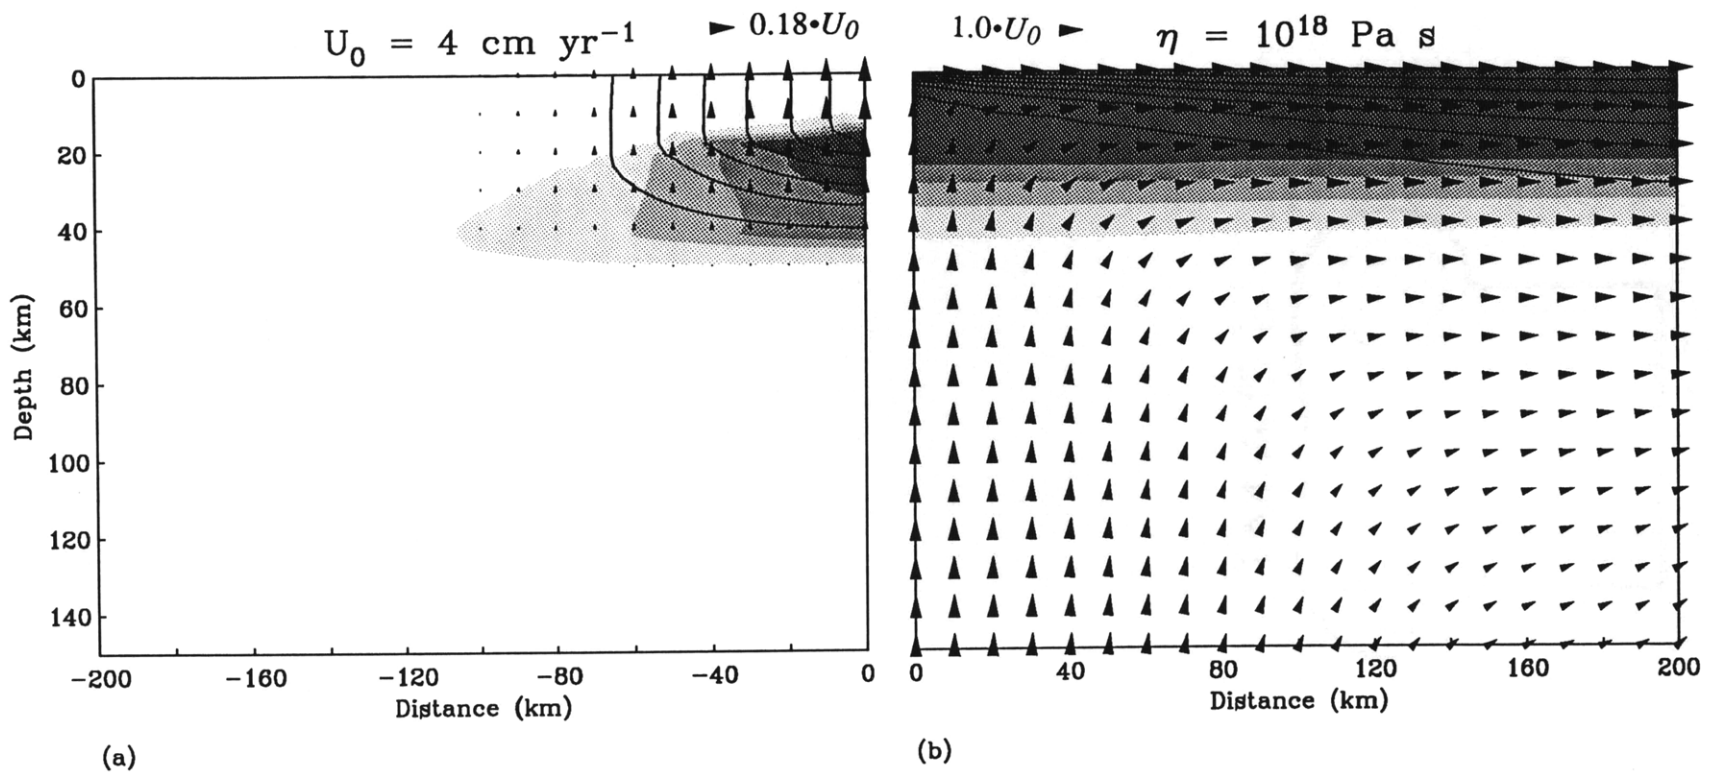 U₀ = 4 cm yr⁻¹
0.18•U₀
1.0•U₀
η = 10¹⁸ Pa s
0
20
40
60
80
100
120
140
Depth (km)
−200 −160 −120 −80 −40 0
Distance (km)
0 40 80 120 160 200
Distance (km)
(a)
(b)